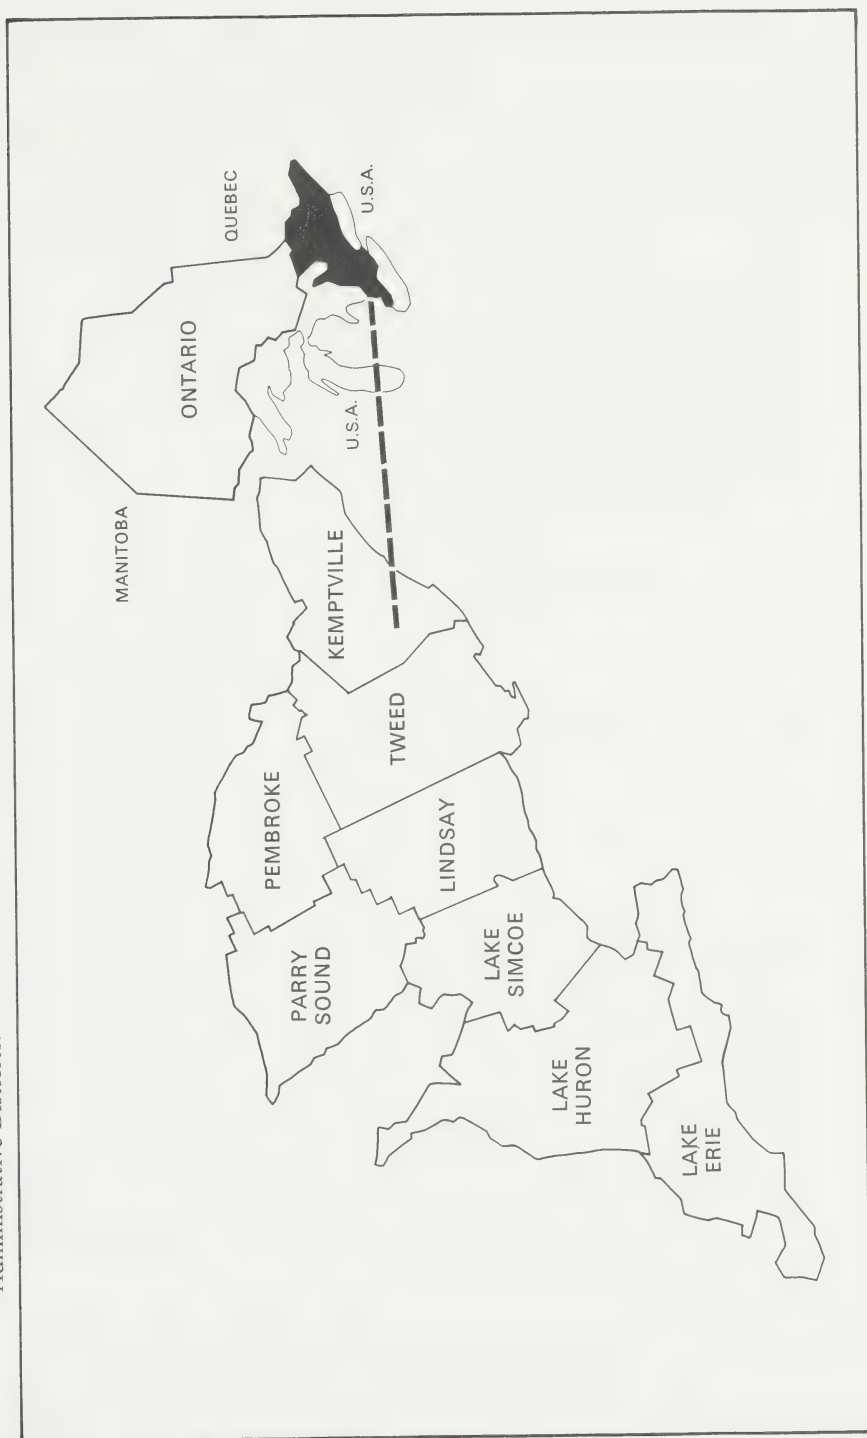 QUEBEC
U.S.A.
ONTARIO
U.S.A.
MANITOBA
KEMPTVILLE
TWEED
PEMBROKE
LINDSAY
PARRY
SOUND
LAKE
SIMCOE
LAKE
HURON
LAKE
ERIE